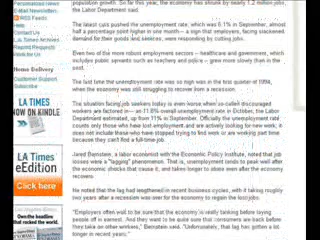 Personalized News
E-Mail Newsletters
RSS Feeds
Help
Contact Us
LA Times Archives
Reprint Requests
Work for Us
Home Delivery
Customer Support
Subscribe
LA TIMES
NOW ON KINDLE
LA Times
eEdition
Click here
Own the headline
that rocked the world.
population growth. So far this year, the economy has shrunk by nearly 1.2 million jobs,
the Labor Department said.
The latest cuts pushed the unemployment rate, which was 6.1% in September, almost
half a percentage point higher in one month -- a sign that employers, facing slackened
demand for their goods and services, were responding by cutting jobs.
Even two of the more robust employment sectors -- healthcare and government, which
includes public servants such as teachers and police -- grew more slowly than in the
past.
The last time the unemployment rate was so high was in the first quarter of 1994,
when the economy was still struggling to recover from a recession.
The situation facing job seekers today is even worse when so-called discouraged
workers are factored in-- an 11.8% overall unemployment rate in October, the Labor
Department estimated, up from 11% in September. Officially the unemployment rate
counts only those who have lost employment and are actively looking for new work; it
does not include those who have stopped trying to find work or are working part time
because they can't find a full-time job.
Jared Bernstein, a labor economist with the Economic Policy Institute, noted that job
losses were a "lagging" phenomenon. That is, unemployment tends to peak well after
the economic shocks that cause it, and takes longer to abate even after the economy
recovers.
He noted that the lag had lengthened in recent business cycles, with it taking roughly
two years after a recession was over for the economy to regain the lost jobs.
"Employers often wait to be sure that the economy is really tanking before laying
people off in earnest. And they want to be quite sure that consumers are back before
they take on other workers," Bernstein said. "Unfortunately, that lag has gotten a lot
longer in recent years."